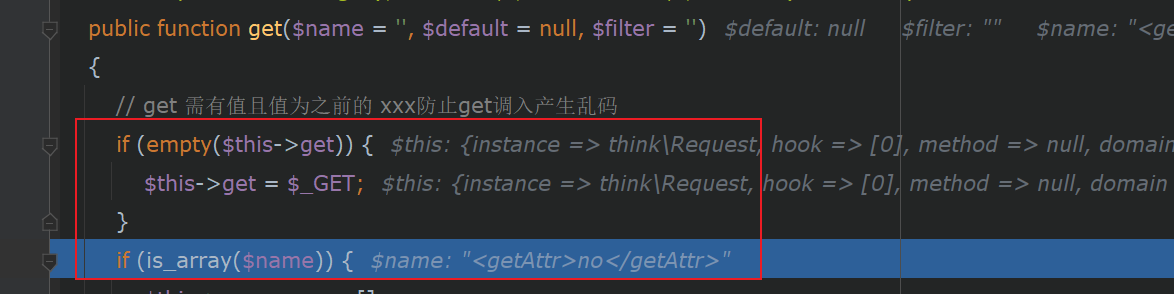 public function get($name = '', $default = null, $filter = '') $default: null $filter: "" $name: "<ge
{
// get 需有值且值为之前的 xxx防止get调入产生乱码
if (empty($this->get)) { $this: {instance => think\Request, hook => [0], method => null, domain
$this->get = $_GET; $this: {instance => think\Request, hook => [0], method => null, domain
}
if (is_array($name)) { $name: "<getAttr>no</getAttr>"